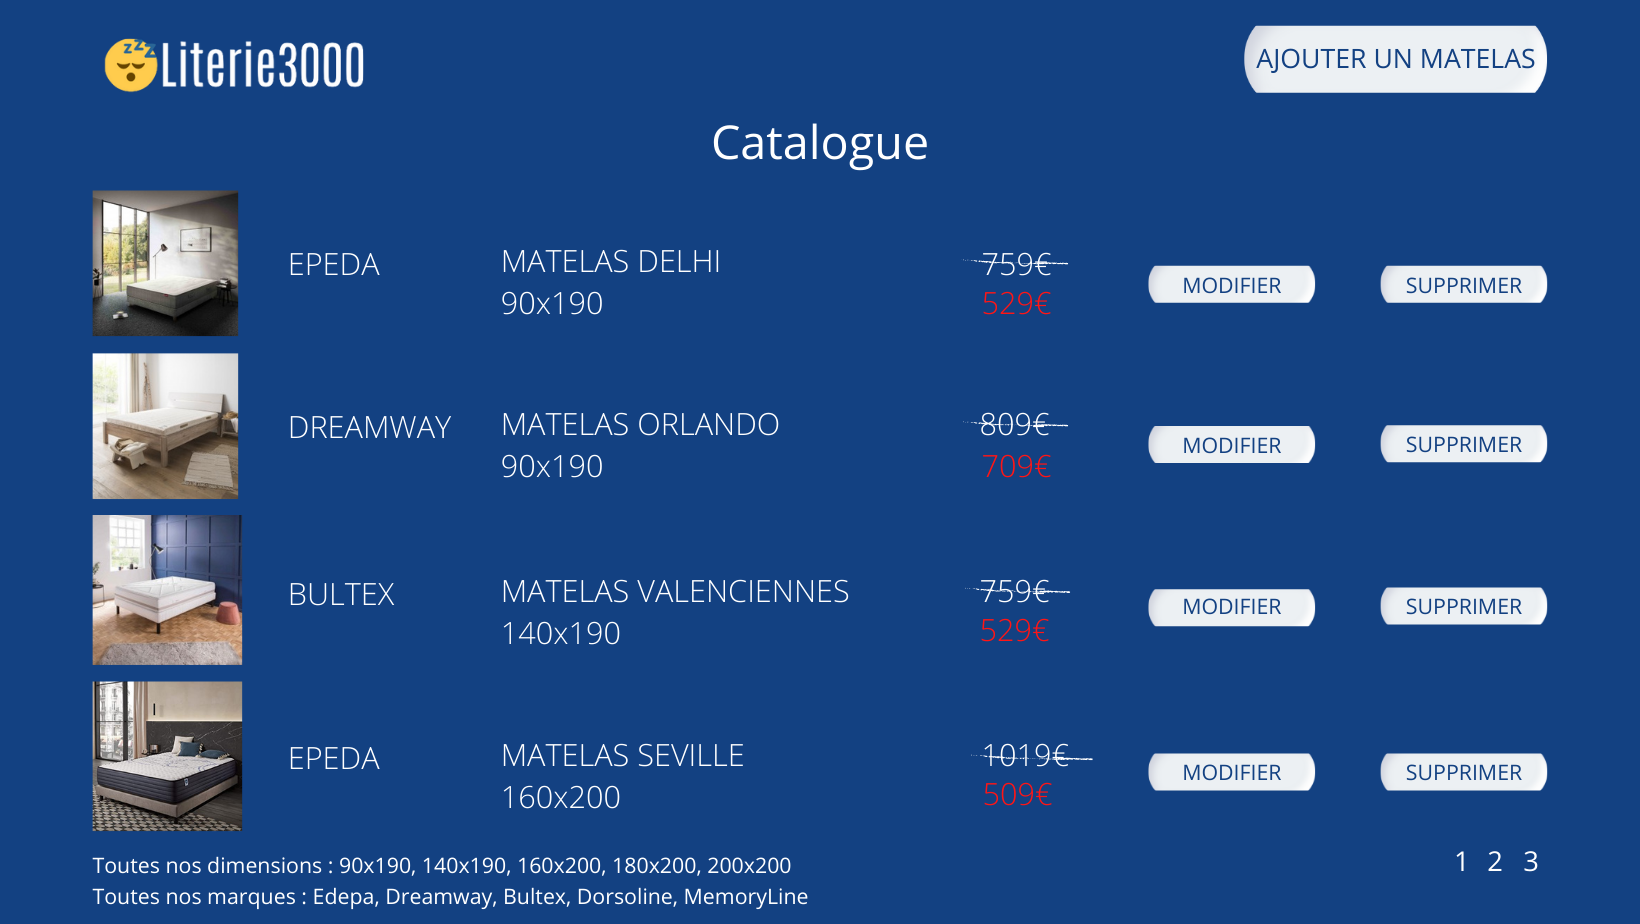 zzz
Literie3000
AJOUTER UN MATELAS
Catalogue
EPEDA
MATELAS DELHI
90x190
759€
529€
MODIFIER
SUPPRIMER
DREAMWAY
MATELAS ORLANDO
90x190
809€
709€
MODIFIER
SUPPRIMER
BULTEX
MATELAS VALENCIENNES
140x190
759€
529€
MODIFIER
SUPPRIMER
EPEDA
MATELAS SEVILLE
160x200
1019€
509€
MODIFIER
SUPPRIMER
Toutes nos dimensions : 90x190, 140x190, 160x200, 180x200, 200x200
Toutes nos marques : Edepa, Dreamway, Bultex, Dorsoline, MemoryLine
1 2 3